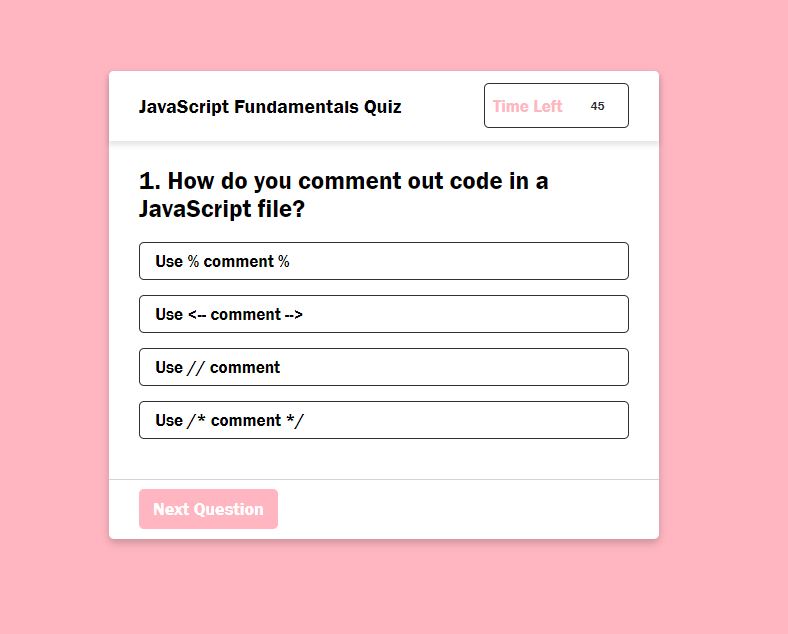 JavaScript Fundamentals Quiz
Time Left 45
1. How do you comment out code in a
JavaScript file?
Use % comment %
Use <-- comment -->
Use // comment
Use /* comment */
Next Question